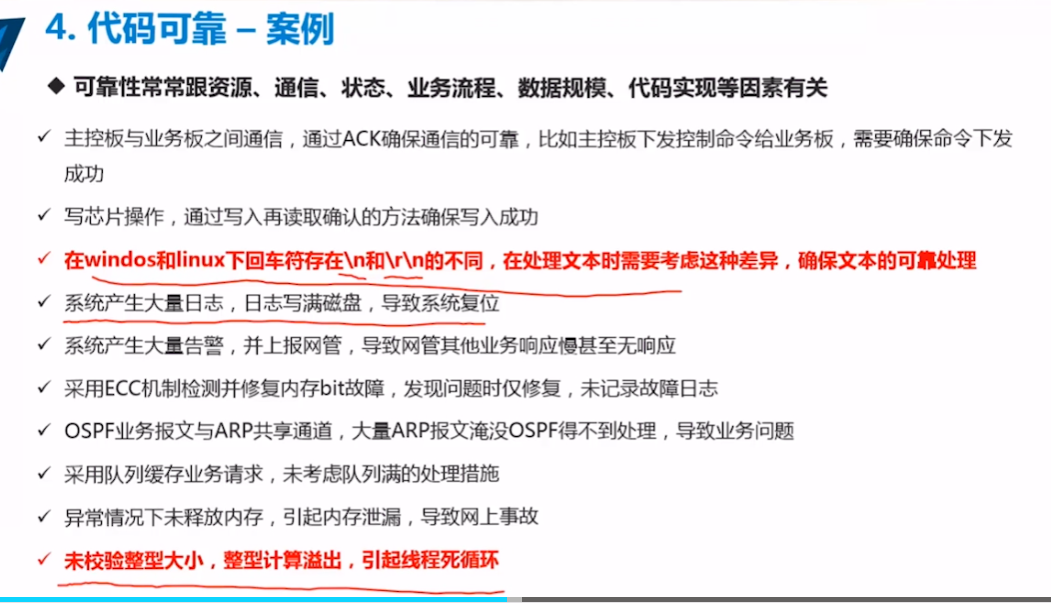 4. 代码可靠 – 案例
◆ 可靠性常常跟资源、通信、状态、业务流程、数据规模、代码实现等因素有关
✓ 主控板与业务板之间通信，通过ACK确保通信的可靠，比如主控板下发控制命令给业务板，需要确保命令下发
成功
✓ 写芯片操作，通过写入再读取确认的方法确保写入成功
✓ 在windos和linux下回车符存在\n和\r\n的不同，在处理文本时需要考虑这种差异，确保文本的可靠处理
✓ 系统产生大量日志，日志写满磁盘，导致系统复位
✓ 系统产生大量告警，并上报网管，导致网管其他业务响应慢甚至无响应
✓ 采用ECC机制检测并修复内存bit故障，发现问题时仅修复，未记录故障日志
✓ OSPF业务报文与ARP共享通道，大量ARP报文淹没OSPF得不到处理，导致业务问题
✓ 采用队列缓存业务请求，未考虑队列满的处理措施
✓ 异常情况下未释放内存，引起内存泄漏，导致网上事故
✓ 未校验整型大小，整型计算溢出，引起线程死循环